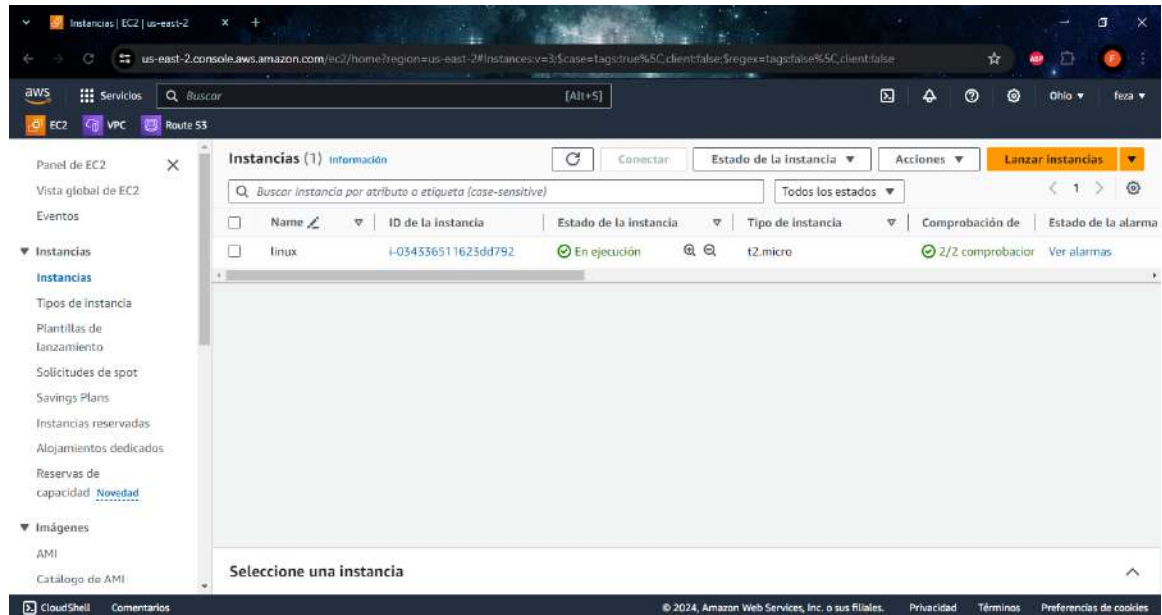 Instancias | EC2 | us-east-2
us-east-2.console.aws.amazon.com/ec2/home?region=us-east-2#Instances:v=3;$case=tags:true%5C,client:false;$regex=tags:false%5C,client:false
aws Servicios Buscar [Alt+S] Ohio feza
EC2 VPC Route 53
Panel de EC2
Vista global de EC2
Eventos
Instancias
Instancias
Tipos de instancia
Plantillas de
lanzamiento
Solicitudes de spot
Savings Plans
Instancias reservadas
Alojamientos dedicados
Reservas de
capacidad Novedad
Imágenes
AMI
Catálogo de AMI
Instancias (1) Información Conectar Estado de la instancia Acciones Lanzar instancias
Buscar Instancia por atributo o etiqueta (case-sensitive) Todos los estados 1
Name ID de la instancia Estado de la instancia Tipo de instancia Comprobación de Estado de la alarma
linux i-034336511623dd792 En ejecución t2.micro 2/2 comprobacior Ver alarmas
Seleccione una instancia
CloudShell Comentarios © 2024, Amazon Web Services, Inc. o sus filiales. Privacidad Términos Preferencias de cookies